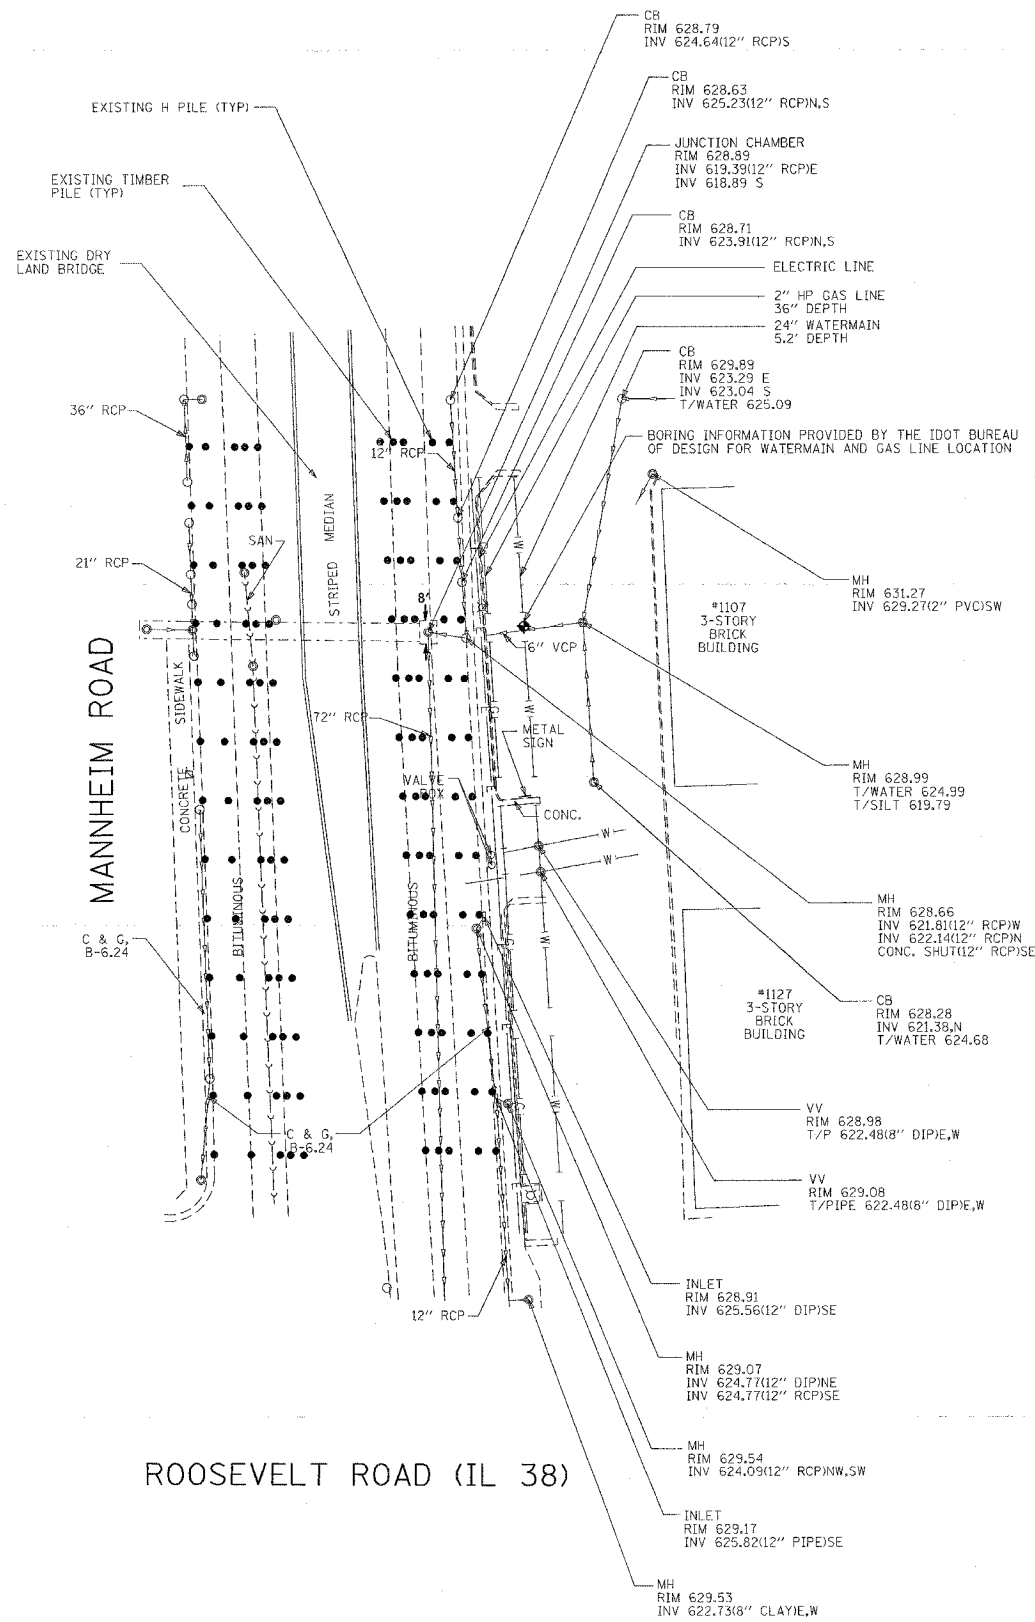 CB
RIM 628.79
INV 624.64(12" RCP)S
CB
RIM 628.63
INV 625.23(12" RCP)N,S
EXISTING H PILE (TYP)
JUNCTION CHAMBER
RIM 628.89
INV 619.39(12" RCP)E
INV 618.89 S
EXISTING TIMBER
PILE (TYP)
CB
RIM 628.71
INV 623.91(12" RCP)N,S
EXISTING DRY
LAND BRIDGE
ELECTRIC LINE
2" HP GAS LINE
36" DEPTH
24" WATERMAIN
5.2' DEPTH
CB
RIM 629.89
INV 623.29 E
INV 623.04 S
T/WATER 625.09
36" RCP
12" RCP
BORING INFORMATION PROVIDED BY THE IDOT BUREAU
OF DESIGN FOR WATERMAIN AND GAS LINE LOCATION
STRIPED MEDIAN
SAN
W
21" RCP
8'
MH
RIM 631.27
INV 629.27(2" PVC)SW
#1107
3-STORY
BRICK
BUILDING
6" VCP
MANNHEIM ROAD
CONCRETE SIDEWALK
72" RCP
G
W
METAL
SIGN
VALVE
BOX
CONC.
MH
RIM 628.99
T/WATER 624.99
T/SILT 619.79
W
W
BITUMINOUS
BITUMINOUS
MH
RIM 628.66
INV 621.81(12" RCP)W
INV 622.14(12" RCP)N
CONC. SHUT(12" RCP)SE
C & G,
B-6.24
G
W
#1127
3-STORY
BRICK
BUILDING
CB
RIM 628.28
INV 621.38,N
T/WATER 624.68
G
W
C & G,
B-6.24
VV
RIM 628.98
T/P 622.48(8" DIP)E,W
VV
RIM 629.08
T/PIPE 622.48(8" DIP)E,W
12" RCP
INLET
RIM 628.91
INV 625.56(12" DIP)SE
MH
RIM 629.07
INV 624.77(12" DIP)NE
INV 624.77(12" RCP)SE
ROOSEVELT ROAD (IL 38)
MH
RIM 629.54
INV 624.09(12" RCP)NW,SW
INLET
RIM 629.17
INV 625.82(12" PIPE)SE
MH
RIM 629.53
INV 622.73(8" CLAY)E,W